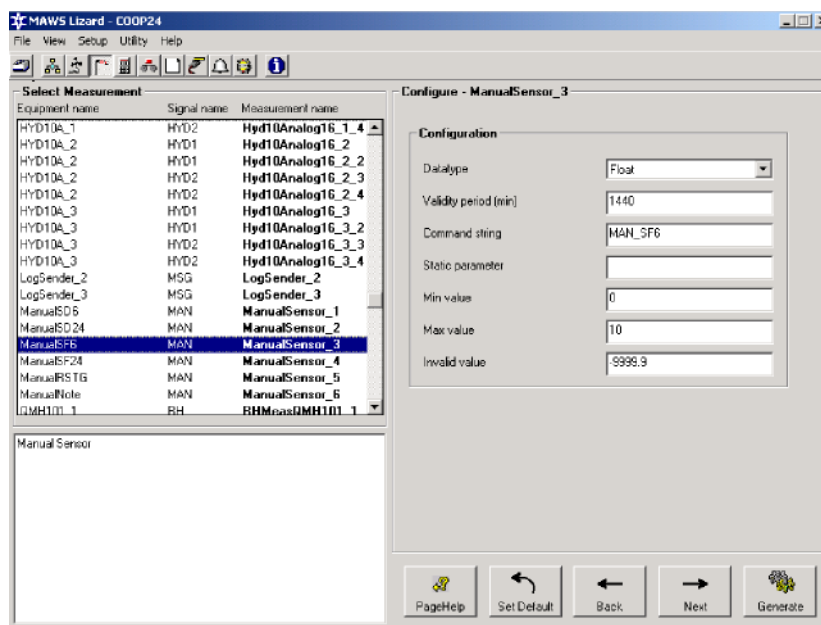 MAWS Lizard - COOP24
File View Setup Utility Help
Select Measurement
Equipment name Signal name Measurement name
HYD10A_1 HYD2 Hyd10Analog16_1_4
HYD10A_2 HYD1 Hyd10Analog16_2
HYD10A_2 HYD1 Hyd10Analog16_2_2
HYD10A_2 HYD2 Hyd10Analog16_2_3
HYD10A_2 HYD2 Hyd10Analog16_2_4
HYD10A_3 HYD1 Hyd10Analog16_3
HYD10A_3 HYD1 Hyd10Analog16_3_2
HYD10A_3 HYD2 Hyd10Analog16_3_3
HYD10A_3 HYD2 Hyd10Analog16_3_4
LogSender_2 MSG LogSender_2
LogSender_3 MSG LogSender_3
ManualSD6 MAN ManualSensor_1
ManualSD24 MAN ManualSensor_2
ManualSF6 MAN ManualSensor_3
ManualSF24 MAN ManualSensor_4
ManualRSTG MAN ManualSensor_5
ManualNote MAN ManualSensor_6
QMH101_1 RH RHMeasQMH101_1
Manual Sensor
Configure - ManualSensor_3
Configuration
Datatype Float
Validity period (min) 1440
Command string MAN_SF6
Static parameter
Min value 0
Max value 10
Invalid value -9999.9
PageHelp Set Default Back Next Generate